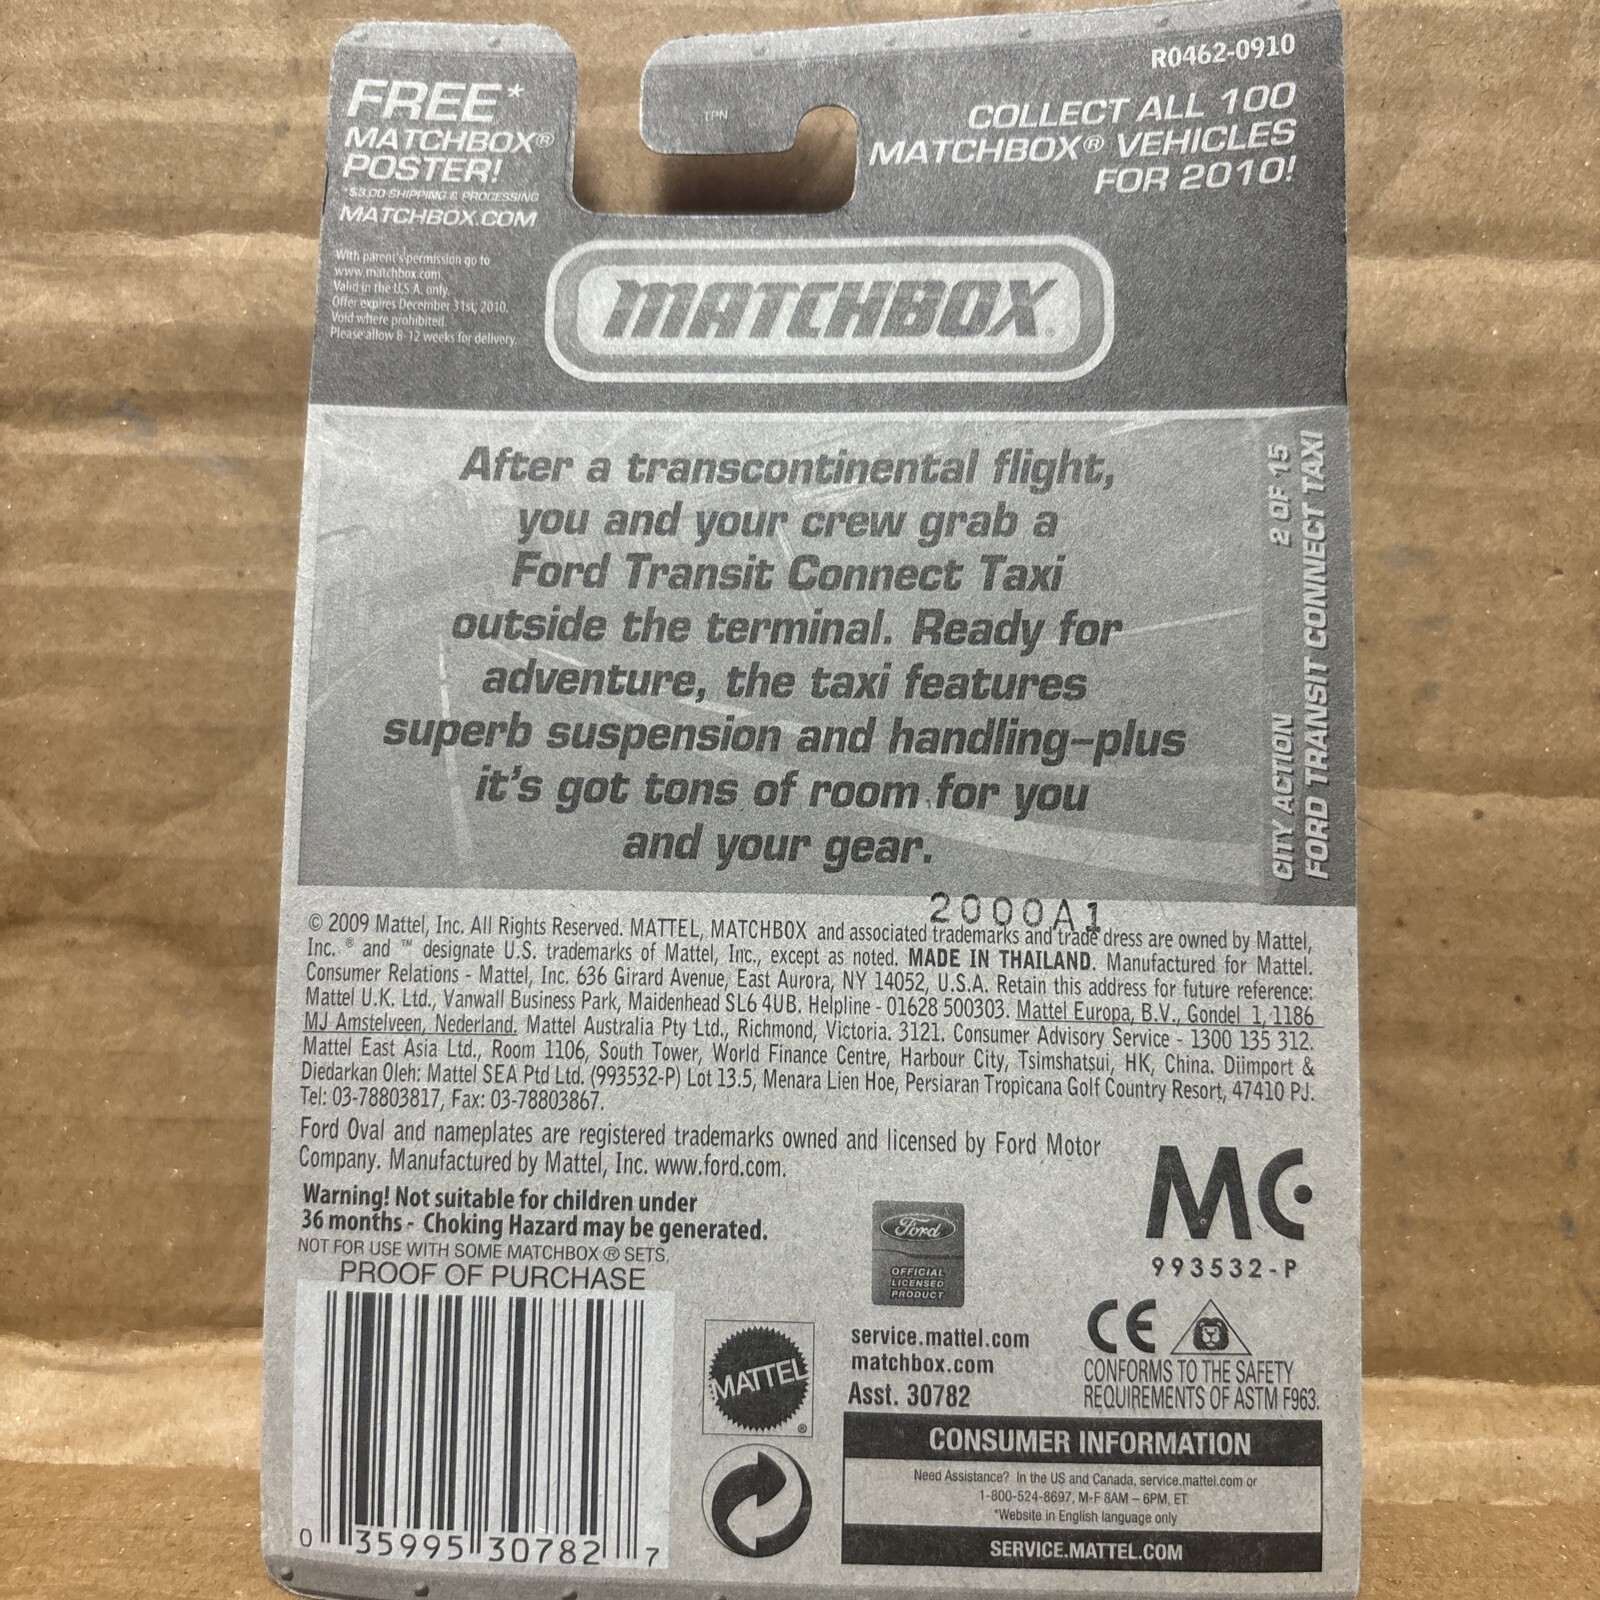 R0462-0910
FREE*
MATCHBOX®
POSTER!
*$3.00 SHIPPING & PROCESSING
MATCHBOX.COM
TPN
COLLECT ALL 100
MATCHBOX® VEHICLES
FOR 2010!
With parent's permission go to
www.matchbox.com.
Valid in the U.S.A. only.
Offer expires December 31st, 2010.
Void where prohibited.
Please allow 8-12 weeks for delivery.
MATCHBOX®
After a transcontinental flight,
you and your crew grab a
Ford Transit Connect Taxi
outside the terminal. Ready for
adventure, the taxi features
superb suspension and handling–plus
it's got tons of room for you
and your gear.
CITY ACTION 2 OF 15
FORD TRANSIT CONNECT TAXI
2000A1
© 2009 Mattel, Inc. All Rights Reserved. MATTEL, MATCHBOX and associated trademarks and trade dress are owned by Mattel,
Inc. ® and ™ designate U.S. trademarks of Mattel, Inc., except as noted. MADE IN THAILAND. Manufactured for Mattel.
Consumer Relations - Mattel, Inc. 636 Girard Avenue, East Aurora, NY 14052, U.S.A. Retain this address for future reference:
Mattel U.K. Ltd., Vanwall Business Park, Maidenhead SL6 4UB. Helpline - 01628 500303. Mattel Europa, B.V., Gondel 1, 1186
MJ Amstelveen, Nederland. Mattel Australia Pty Ltd., Richmond, Victoria. 3121. Consumer Advisory Service - 1300 135 312.
Mattel East Asia Ltd., Room 1106, South Tower, World Finance Centre, Harbour City, Tsimshatsui, HK, China. Diimport &
Diedarkan Oleh: Mattel SEA Ptd Ltd. (993532-P) Lot 13.5, Menara Lien Hoe, Persiaran Tropicana Golf Country Resort, 47410 PJ.
Tel: 03-78803817, Fax: 03-78803867.
Ford Oval and nameplates are registered trademarks owned and licensed by Ford Motor
Company. Manufactured by Mattel, Inc. www.ford.com.
Warning! Not suitable for children under
36 months - Choking Hazard may be generated.
NOT FOR USE WITH SOME MATCHBOX ® SETS.
PROOF OF PURCHASE
0 35995 30782 7
MATTEL®
Ford
OFFICIAL
LICENSED
PRODUCT
service.mattel.com
matchbox.com
Asst. 30782
MC
993532-P
CE
CONFORMS TO THE SAFETY
REQUIREMENTS OF ASTM F963.
CONSUMER INFORMATION
Need Assistance? In the US and Canada, service.mattel.com or
1-800-524-8697, M-F 8AM – 6PM, ET.
*Website in English language only
SERVICE.MATTEL.COM